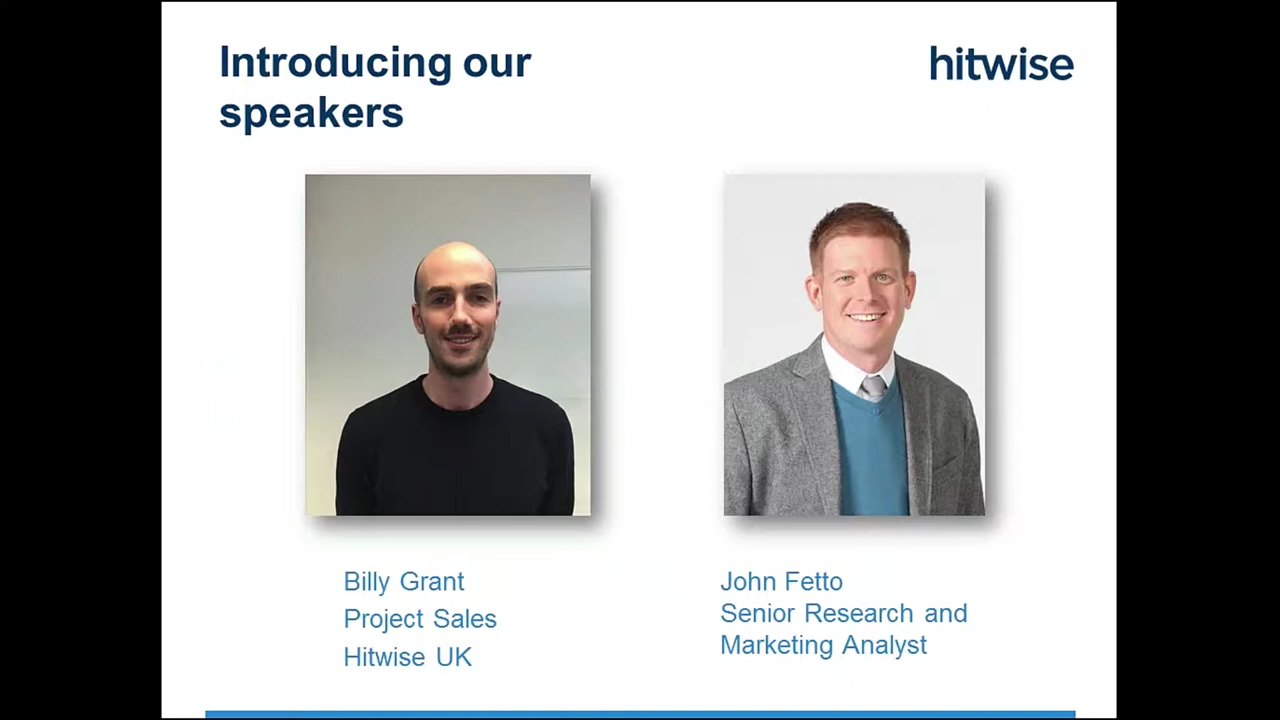 Introducing our
speakers
hitwise
Billy Grant
Project Sales
Hitwise UK
John Fetto
Senior Research and
Marketing Analyst